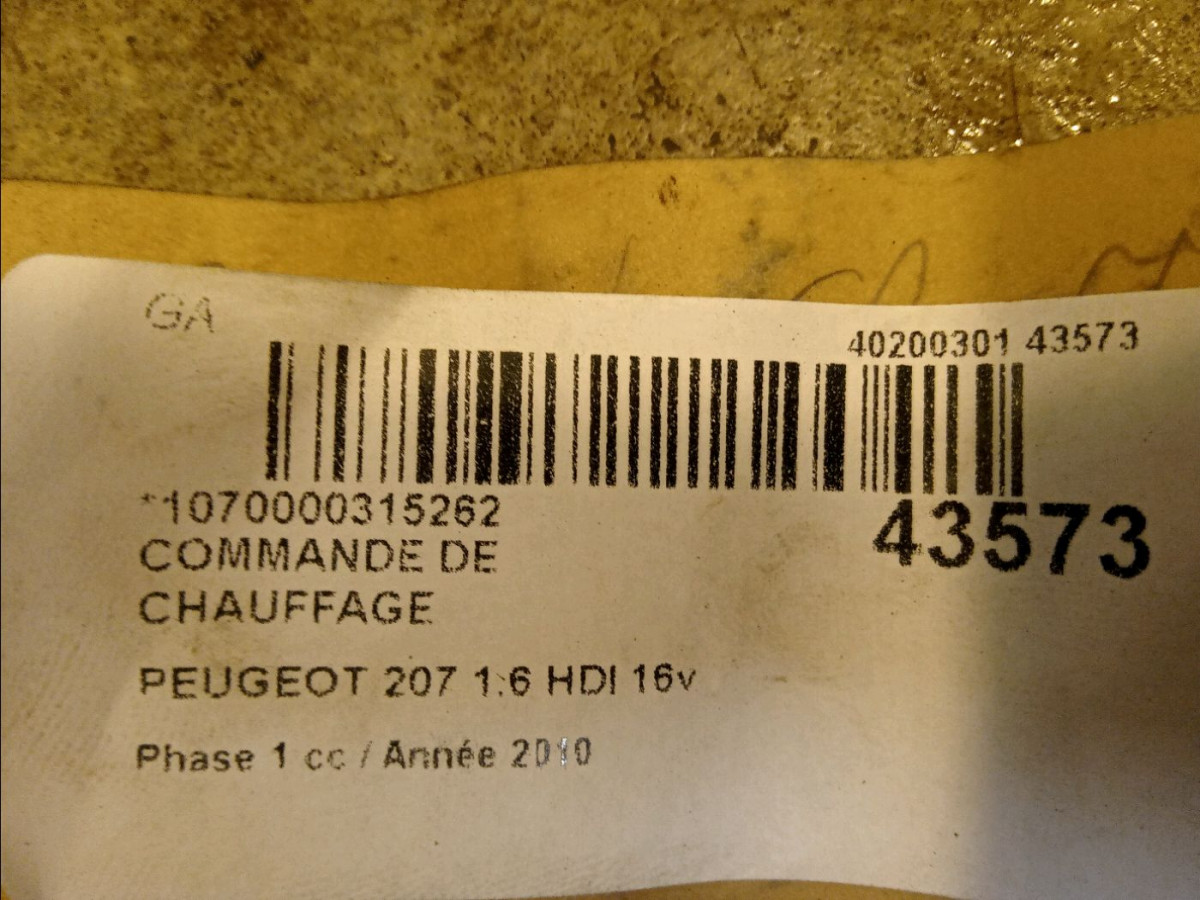 GA
40200301 43573
*1070000315262
43573
COMMANDE DE
CHAUFFAGE
PEUGEOT 207 1.6 HDI 16v
Phase 1 cc / Année 2010